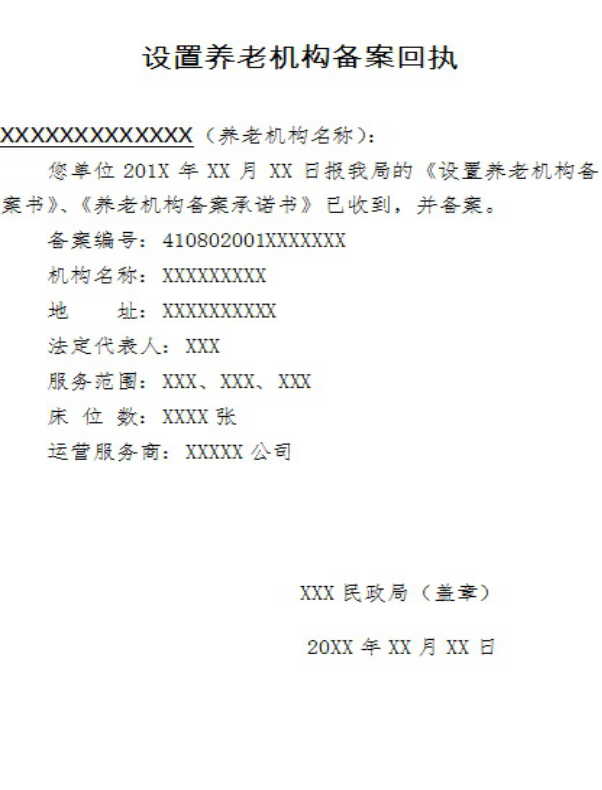 设置养老机构备案回执
XXXXXXXXXXXXX（养老机构名称）:
您单位 201X 年 XX 月 XX 日报我局的《设置养老机构备
案书》、《养老机构备案承诺书》已收到，并备案。
备案编号：410802001XXXXXXX
机构名称：XXXXXXXXX
地 址：XXXXXXXXXX
法定代表人：XXX
服务范围：XXX、XXX、XXX
床 位 数：XXXX 张
运营服务商：XXXXX 公司
XXX 民政局（盖章）
20XX 年 XX 月 XX 日